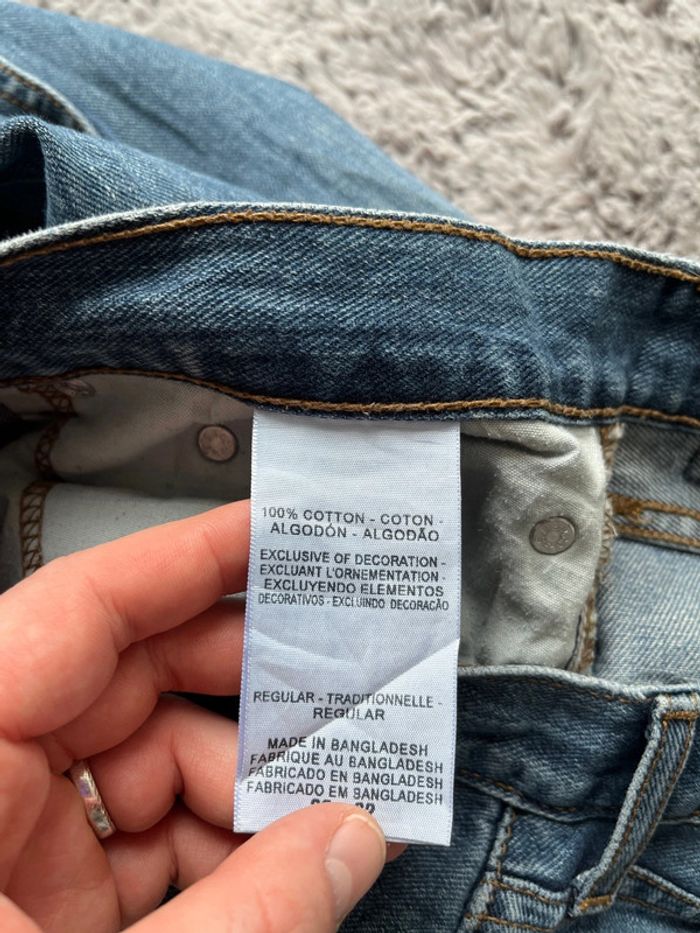 100% COTTON - COTON -
ALGODÓN - ALGODÃO
EXCLUSIVE OF DECORATION -
EXCLUANT L'ORNEMENTATION -
EXCLUYENDO ELEMENTOS
DECORATIVOS - EXCLUINDO DECORAÇÃO
REGULAR - TRADITIONNELLE -
REGULAR
MADE IN BANGLADESH
FABRIQUE AU BANGLADESH
FABRICADO EN BANGLADESH
FABRICADO EM BANGLADESH